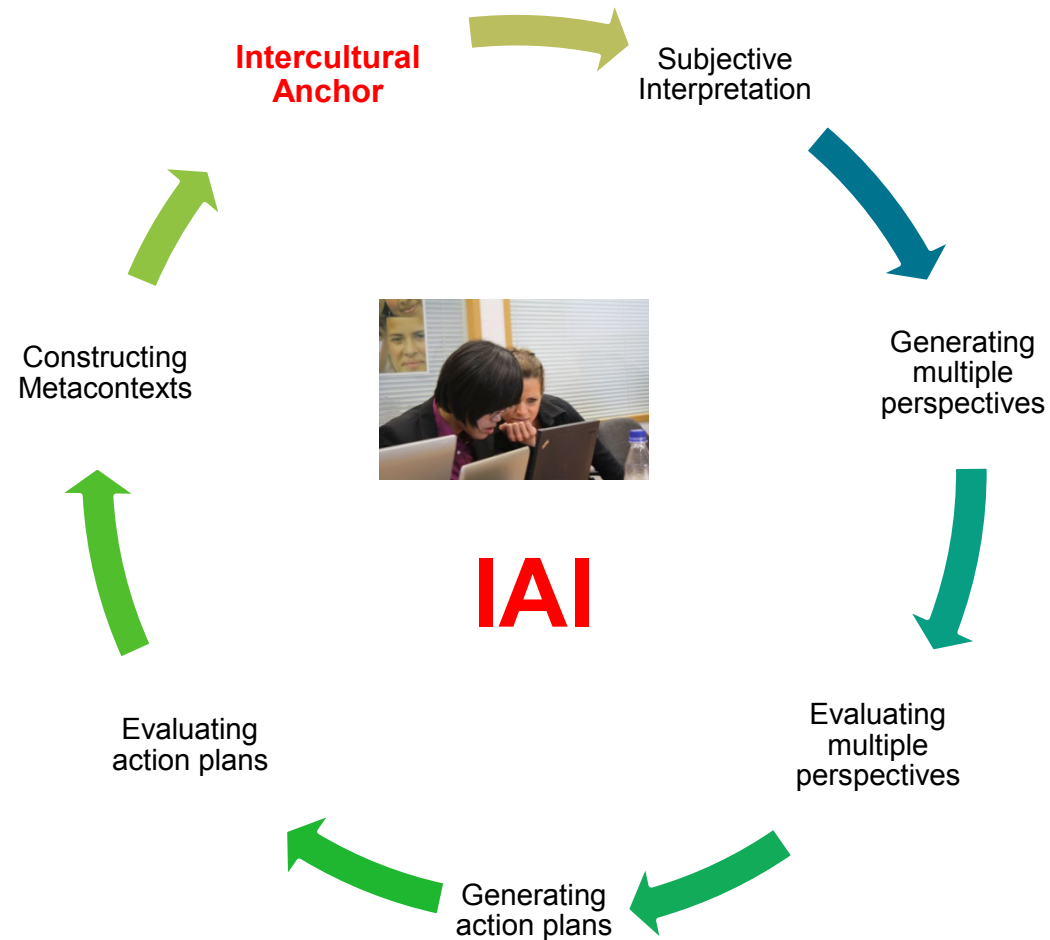 Intercultural
Anchor
Subjective
Interpretation
Generating
multiple
perspectives
Evaluating
multiple
perspectives
Generating
action plans
Evaluating
action plans
Constructing
Metacontexts
IAI